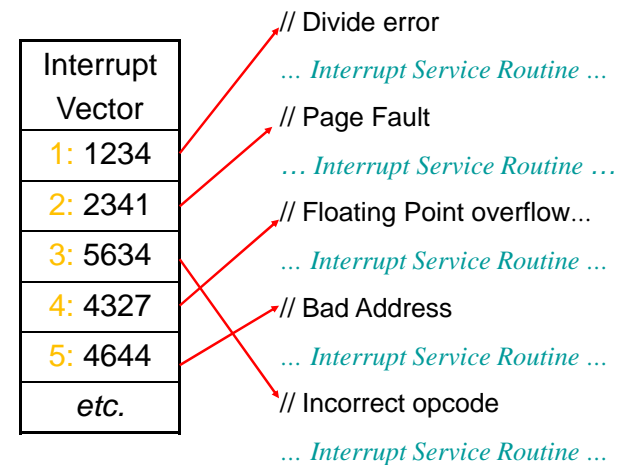 Interrupt
Vector
1: 1234
2: 2341
3: 5634
4: 4327
5: 4644
etc.
// Divide error
… Interrupt Service Routine …
// Page Fault
… Interrupt Service Routine …
// Floating Point overflow...
… Interrupt Service Routine …
// Bad Address
… Interrupt Service Routine …
// Incorrect opcode
… Interrupt Service Routine …